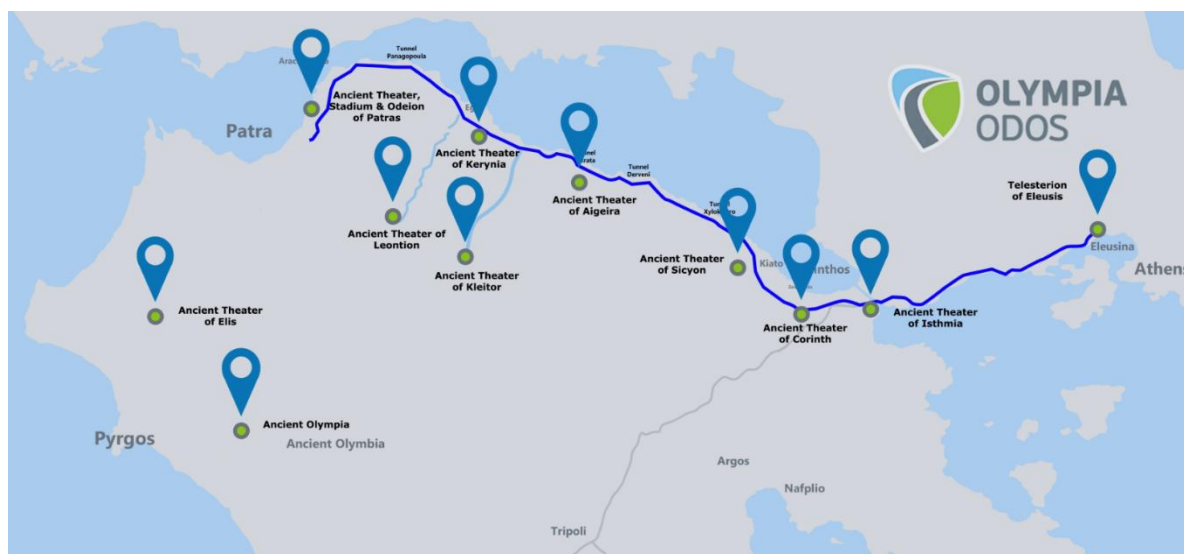 Tunnel
Panagopoula
Ancient Theater,
Stadium & Odeion
of Patras
Patra
Ancient Theater
of Kerynia
OLYMPIA
ODOS
Tunnel
Derveni
Ancient Theater
of Aigeira
Telesterion
of Eleusis
Ancient Theater of
Leontion
Ancient Theater
of Kleitor
Ancient Theater
of Sicyon
Kiato
Eleusina
Athens
Ancient Theater
of Elis
Ancient Theater
of Corinth
Ancient Theater
of Isthmia
Ancient Olympia
Pyrgos
Ancient Olymbia
Argos
Nafplio
Tripoli